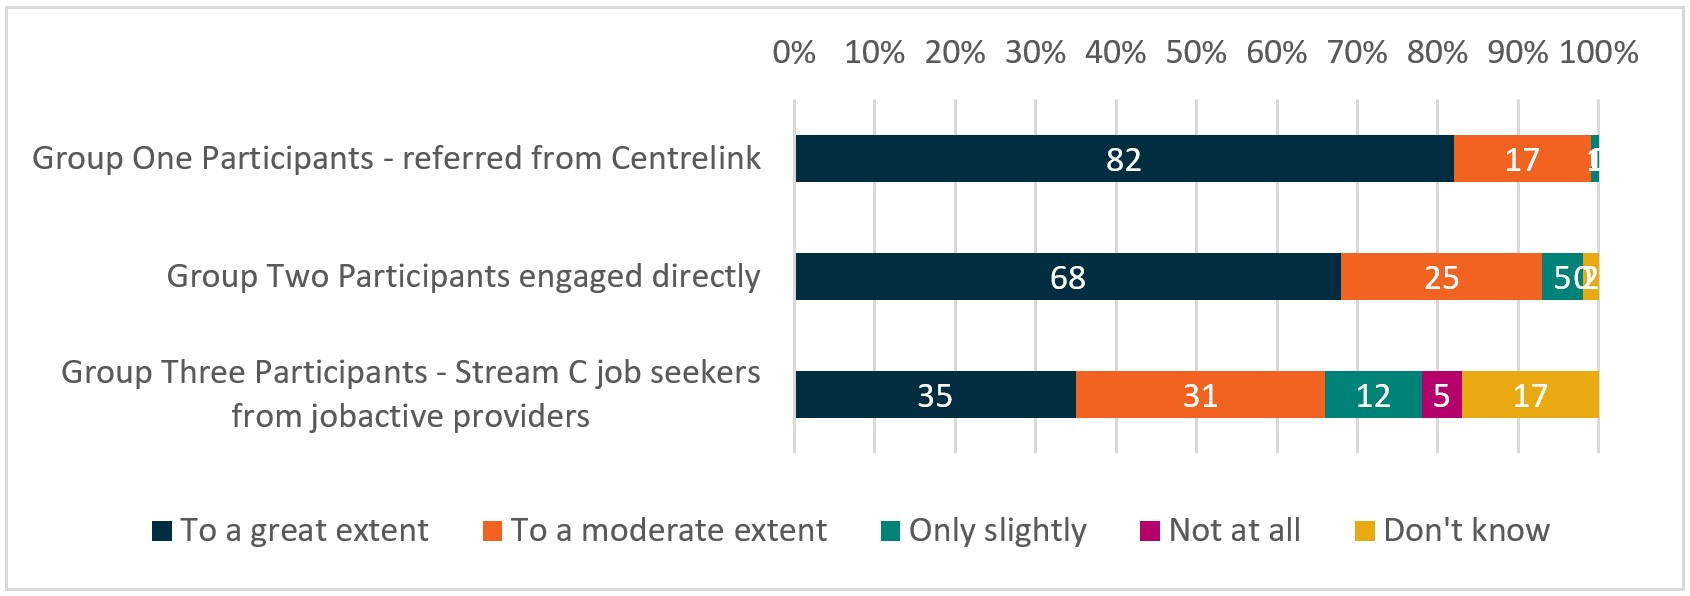 0% 10% 20% 30% 40% 50% 60% 70% 80% 90% 100%
Group One Participants - referred from Centrelink
82 17 1
Group Two Participants engaged directly
68 25 5 0 2
Group Three Participants - Stream C job seekers
from jobactive providers
35 31 12 5 17
To a great extent To a moderate extent Only slightly Not at all Don't know